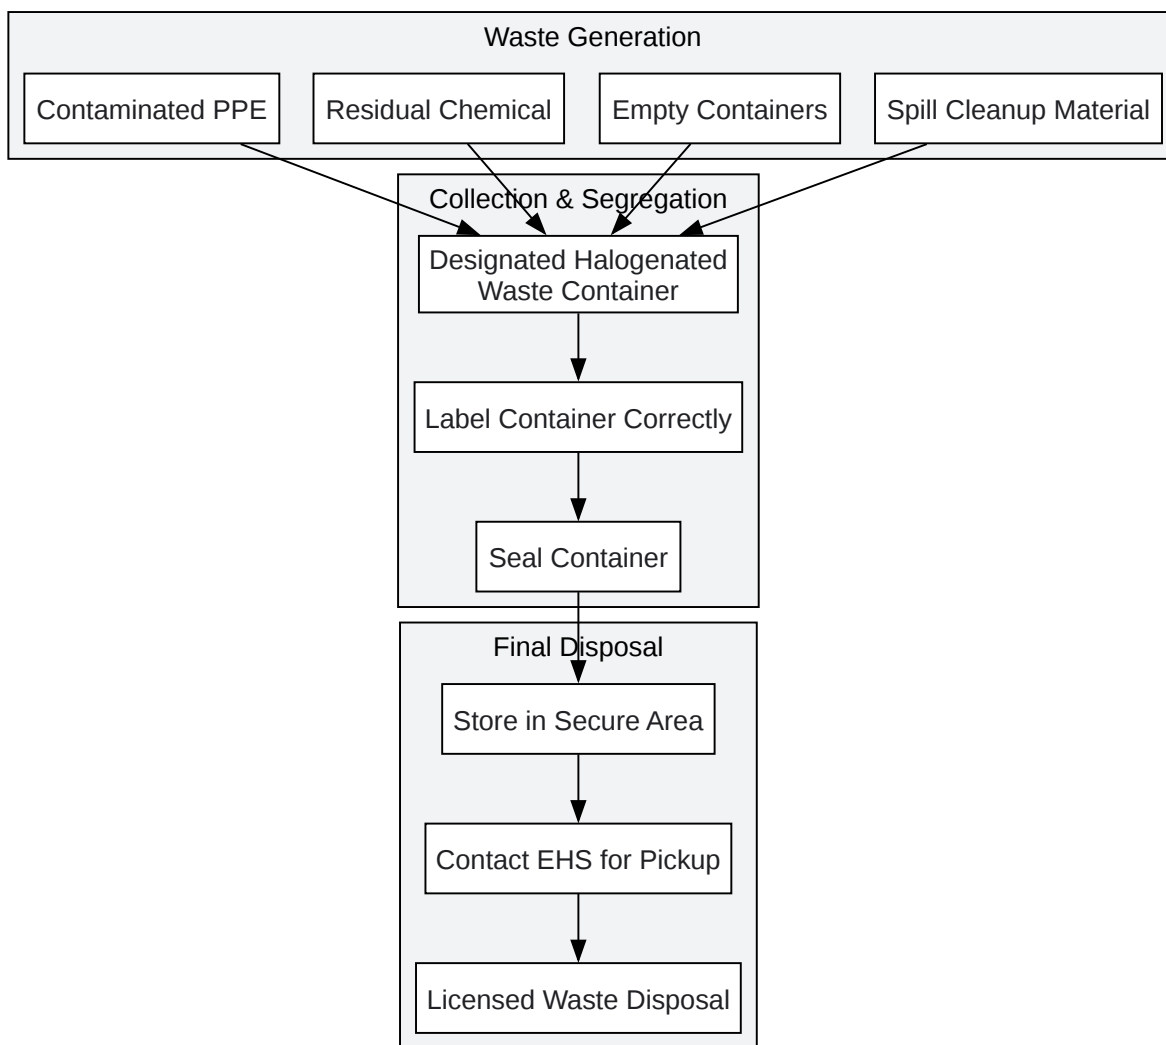 Waste Generation
Contaminated PPE
Residual Chemical
Empty Containers
Spill Cleanup Material
Collection & Segregation
Designated Halogenated
Waste Container
Label Container Correctly
Seal Container
Final Disposal
Store in Secure Area
Contact EHS for Pickup
Licensed Waste Disposal